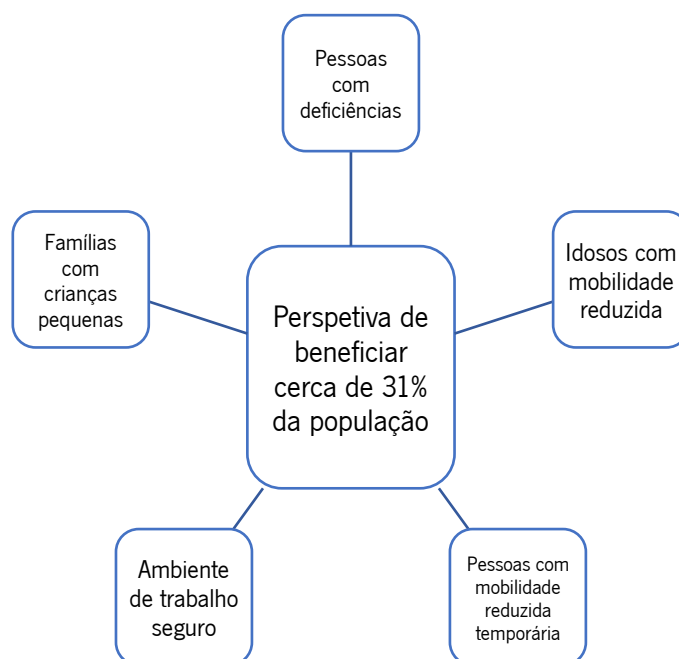 Pessoas
com
deficiências
Famílias
com
crianças
pequenas
Idosos com
mobilidade
reduzida
Perspetiva de
beneficiar
cerca de 31%
da população
Ambiente
de trabalho
seguro
Pessoas com
mobilidade
reduzida
temporária